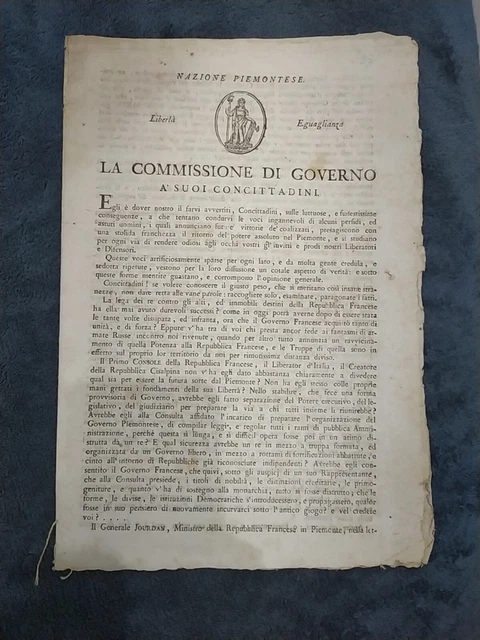 NAZIONE PIEMONTESE
Libertà Eguaglianza
LA COMMISSIONE DI GOVERNO
A' SUOI CONCITTADINI.
Egli è dover nostro il farvi avvertiti, Concittadini, sulle luttuose, e funestissime
conseguenze, a che tentano condurvi le voci ingannevoli di alcuni perfidi, ed
astuti uomini, i quali annunciano fure e vittorie de' coalizzati, presagiscono con
una stolida franchezza il ritorno del potere assoluto nel Piemonte, e si studiano
per ogni via di rendere odiosi agli occhi vostri gl' invitti e prodi nostri Liberatori
e Difensori.
Queste voci artificiosamente sparse per ogni lato, e da molta gente credula, e
sedotta ripetute, vestono per la loro diffusione un cotale aspetto di verità: e sotto
queste forme mentite guastano, e corrompono l'opinione generale.
Concittadini! se volete conoscere il giusto peso, che si meritano così insane
non date retta alle vane parole: raccogliere solo, esaminare, paragonate i fatti.
La lega dei re contro gli alti, ed immobili destini della Repubblica Francese
ha ella mai avuto durevoli successi? come in oggi potrà averne dopo di essere stata
le tante volte dissipata, ed infranta, ora che il Governo Francese acquistò tanto di
unità, e di forza? Eppure v'ha tra di voi chi presta ancor fede ai fantasmi di ar-
mate Russe incontro noi rivenute, quando per altro tutto annunzia un ravvicina-
mento di quella Potenza alla Repubblica Francese, e le Truppe di quella sono in
effetto sul proprio lor territorio da noi per rimotissima distanza diviso.
Il Primo CONSOLE della Repubblica Francese, il Liberator d'Italia, il Creatore
della Repubblica Cisalpina non v'ha egli dato abbastanza chiaramente a divedere
qual sia per essere la futura sorte dal Piemonte? Non ha egli stesso colle proprie
mani gettati i fondamenti della sua Libertà? Nello stabilire, che fece una forma
provvisoria di Governo, avrebbe egli fatto separazione del Potere esecutivo, del le-
gislativo, del giudiziario per preparare la via a chi tutti insieme li riunirebbe?
Avrebbe egli alla Consulta affidato l'incarico di preparare l'organizzazione del
Governo Piemontese, di compilar leggi, e regolar tutti i rami di pubblica Ammi-
nistrazione, perchè questa sì lunga, e sì difficil opera fosse poi in un attimo di-
strutta da un re? E qual sicurezza avrebbe un re in mezzo a truppa formata, ed
organizzata da un Governo libero, in mezzo a rottami di fortificazioni abbattute, e
cinto all'intorno di Repubbliche già riconosciute indipendenti? Avrebbe egli con-
sentito il Governo Francese, che quivi, sotto gli auspicj di un suo Rappresentante,
che alla Consulta presiede, i titoli di nobiltà, le distinzioni ereditarie, le primo-
geniture, e quanto v'ha di sostegno alla monarchia, tutto si fosse distrutto; che le
forme, le divise, le istituzioni Democratiche s'introducessero, e propagassero, qualor
fosse in suo pensiero di nuovamente incurvarci sotto l'antico giogo? e vel credete
voi? . . . .
Il Generale JOURDAN, Ministro della Repubblica Francese in Piemonte, nella let-